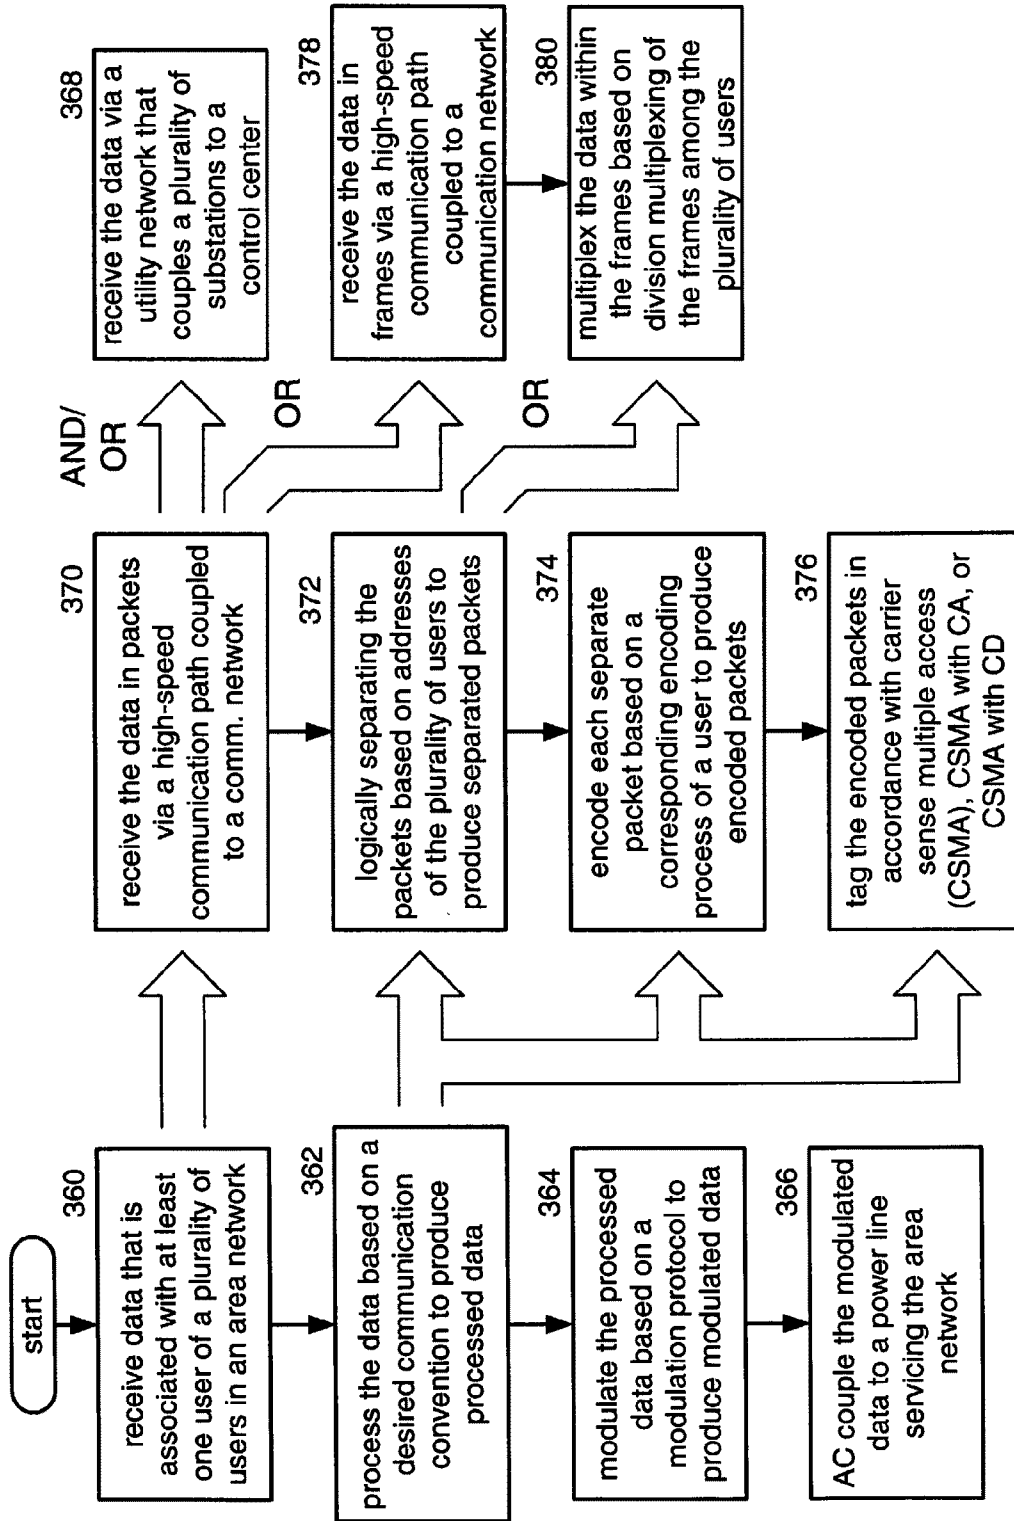 start
360
receive data that is
associated with at least
one user of a plurality of
users in an area network
362
process the data based on a
desired communication
convention to produce
processed data
364
modulate the processed
data based on a
modulation protocol to
produce modulated data
366
AC couple the modulated
data to a power line
servicing the area
network
370
receive the data in packets
via a high-speed
communication path coupled
to a comm. network
372
logically separating the
packets based on addresses
of the plurality of users to
produce separated packets
374
encode each separate
packet based on a
corresponding encoding
process of a user to produce
encoded packets
376
tag the encoded packets in
accordance with carrier
sense multiple access
(CSMA), CSMA with CA, or
CSMA with CD
AND/
OR
OR
OR
368
receive the data via a
utility network that
couples a plurality of
substations to a
control center
378
receive the data in
frames via a high-speed
communication path
coupled to a
communication network
380
multiplex the data within
the frames based on
division multiplexing of
the frames among the
plurality of users